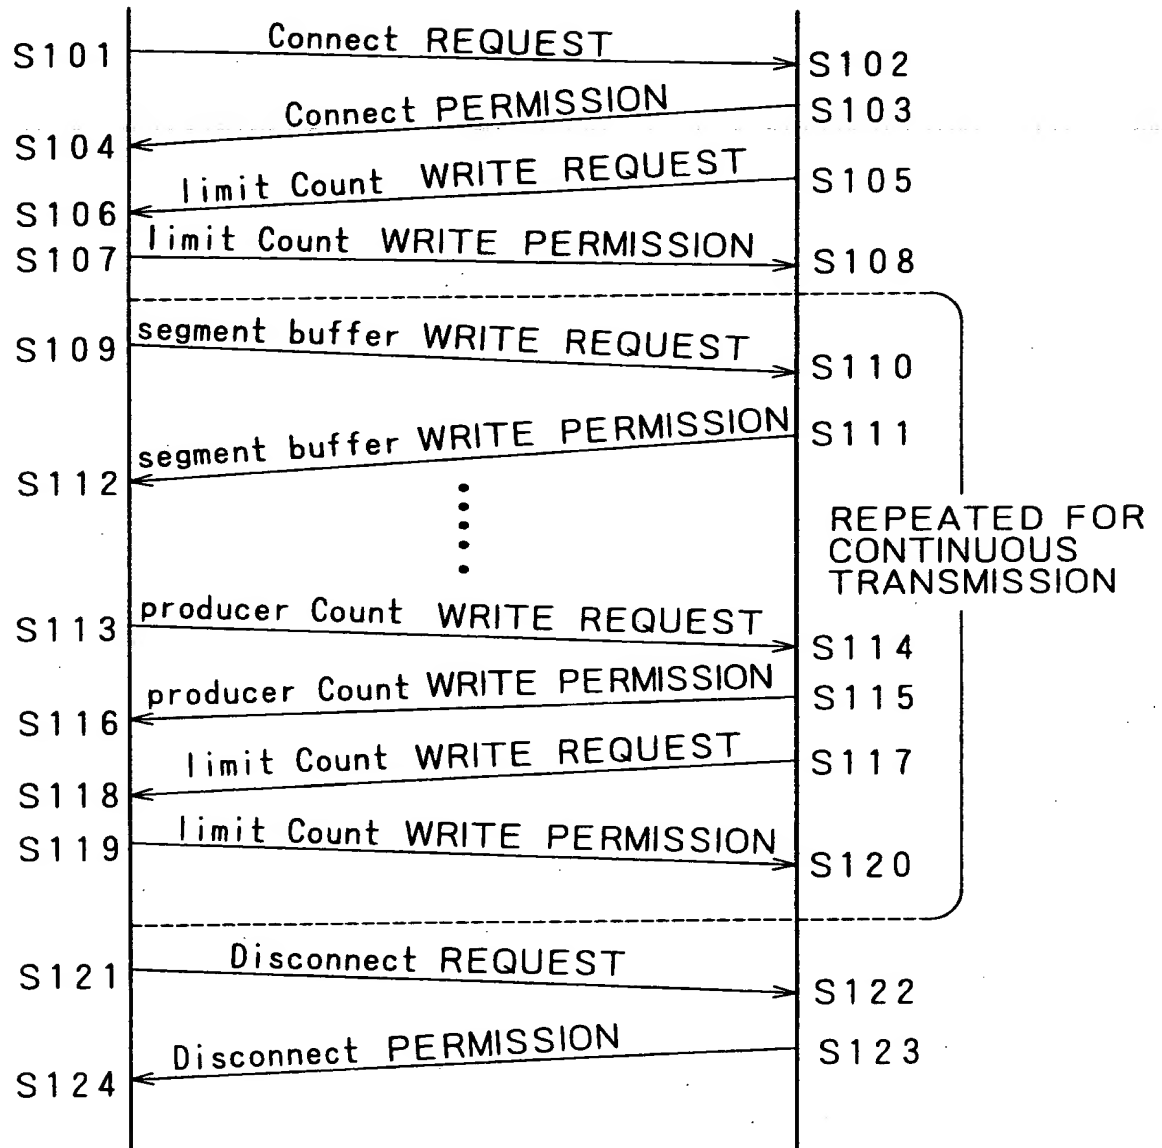 S101 Connect REQUEST S102
Connect PERMISSION S103
S104
limit Count WRITE REQUEST S105
S106
S107 limit Count WRITE PERMISSION S108
S109 segment buffer WRITE REQUEST S110
segment buffer WRITE PERMISSION S111
S112
REPEATED FOR
CONTINUOUS
TRANSMISSION
S113 producer Count WRITE REQUEST S114
producer Count WRITE PERMISSION S115
S116
limit Count WRITE REQUEST S117
S118
S119 limit Count WRITE PERMISSION S120
S121 Disconnect REQUEST S122
Disconnect PERMISSION S123
S124